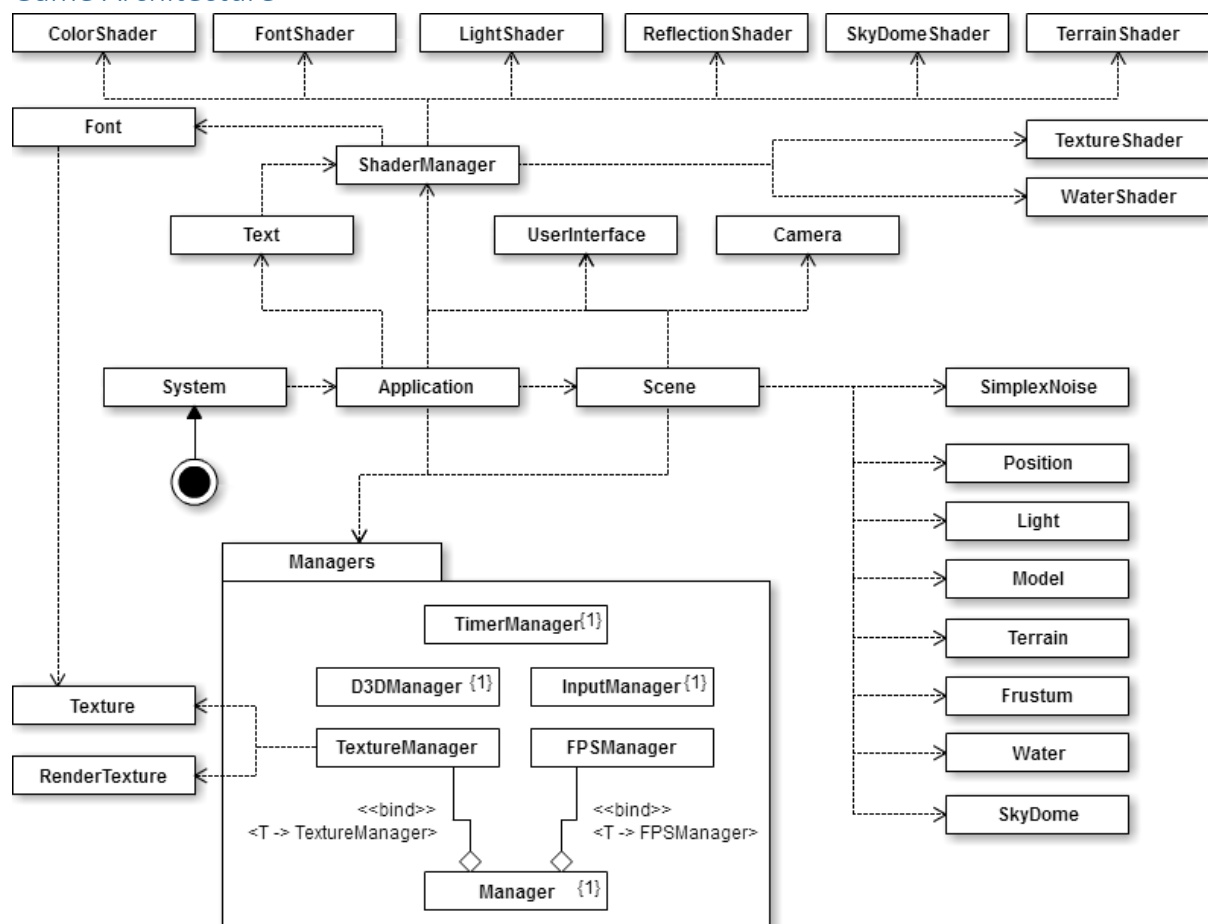 Game Architecture
ColorShader
FontShader
LightShader
ReflectionShader
SkyDomeShader
TerrainShader
Font
TextureShader
ShaderManager
WaterShader
Text
UserInterface
Camera
System
Application
Scene
SimplexNoise
Position
Light
Managers
Model
TimerManager{1}
Terrain
D3DManager {1}
InputManager{1}
Texture
Frustum
TextureManager
FPSManager
Water
RenderTexture
<<bind>>
<T -> TextureManager>
<<bind>>
<T -> FPSManager>
SkyDome
Manager {1}